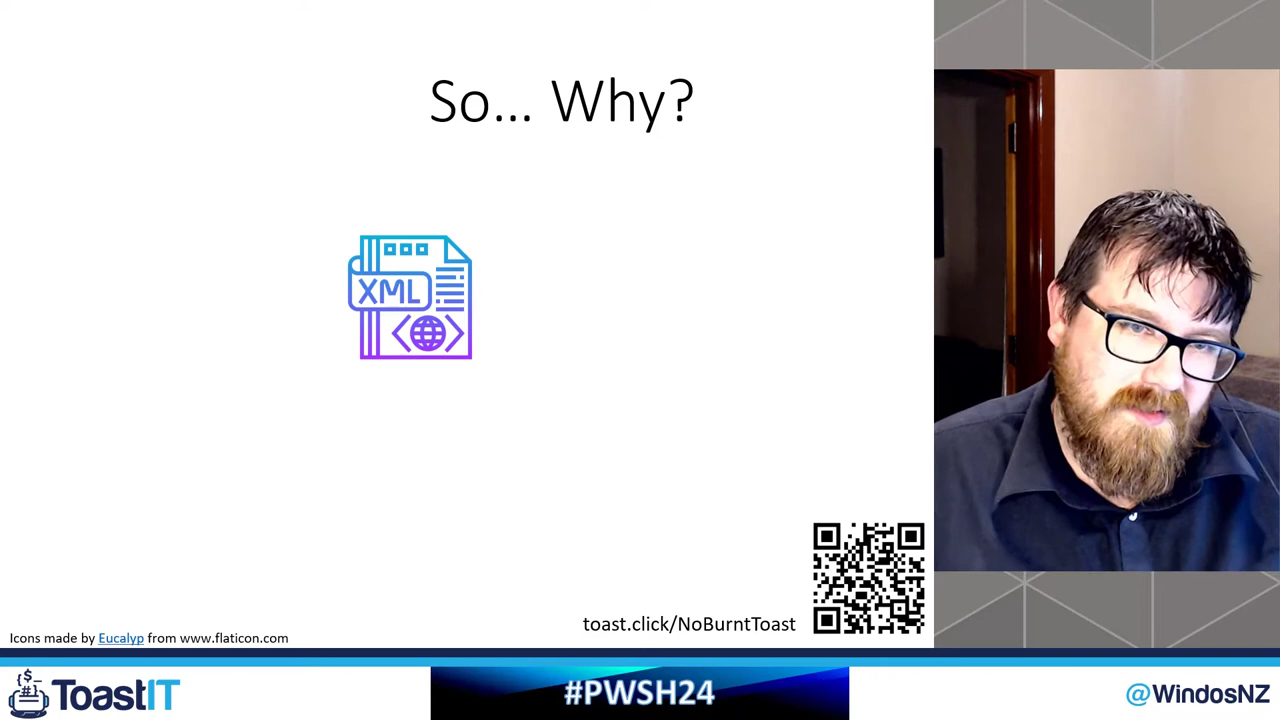 So... Why?
XML
toast.click/NoBurntToast
Icons made by Eucalyp from www.flaticon.com
{$
ToastIT
#PWSH24
@WindosNZ